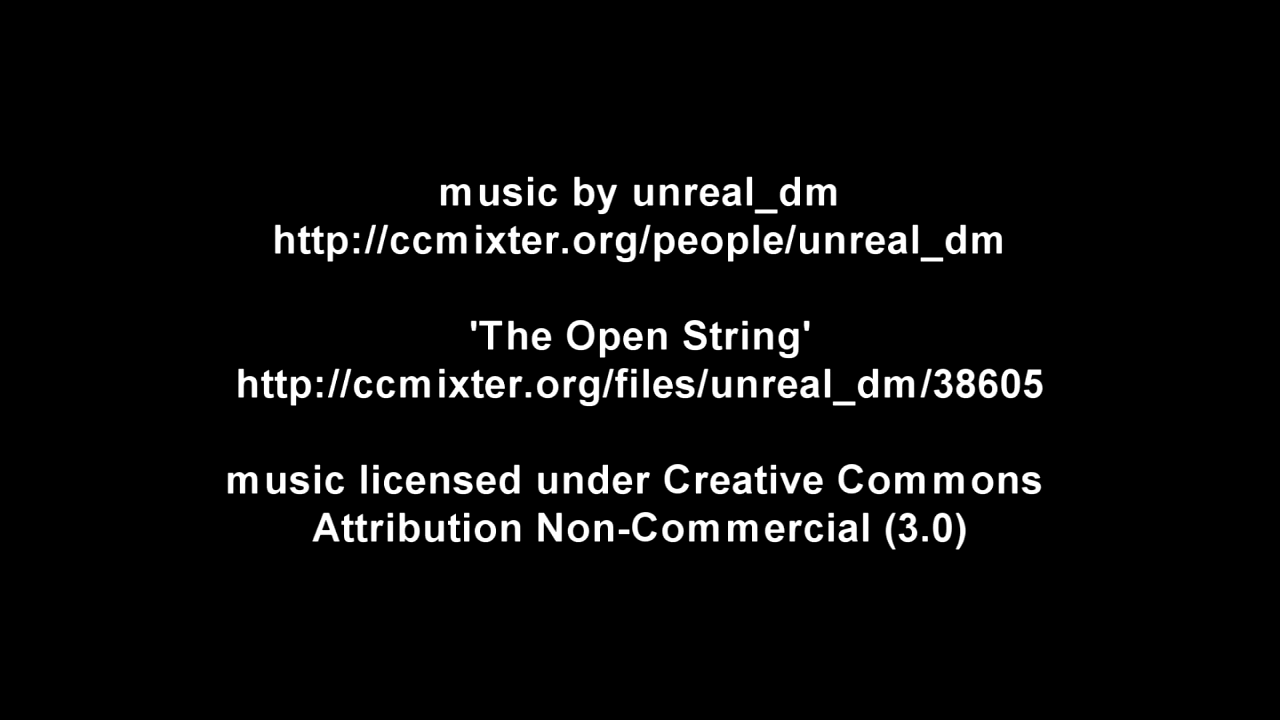 music by unreal_dm
http://ccmixter.org/people/unreal_dm
'The Open String'
http://ccmixter.org/files/unreal_dm/38605
music licensed under Creative Commons
Attribution Non-Commercial (3.0)